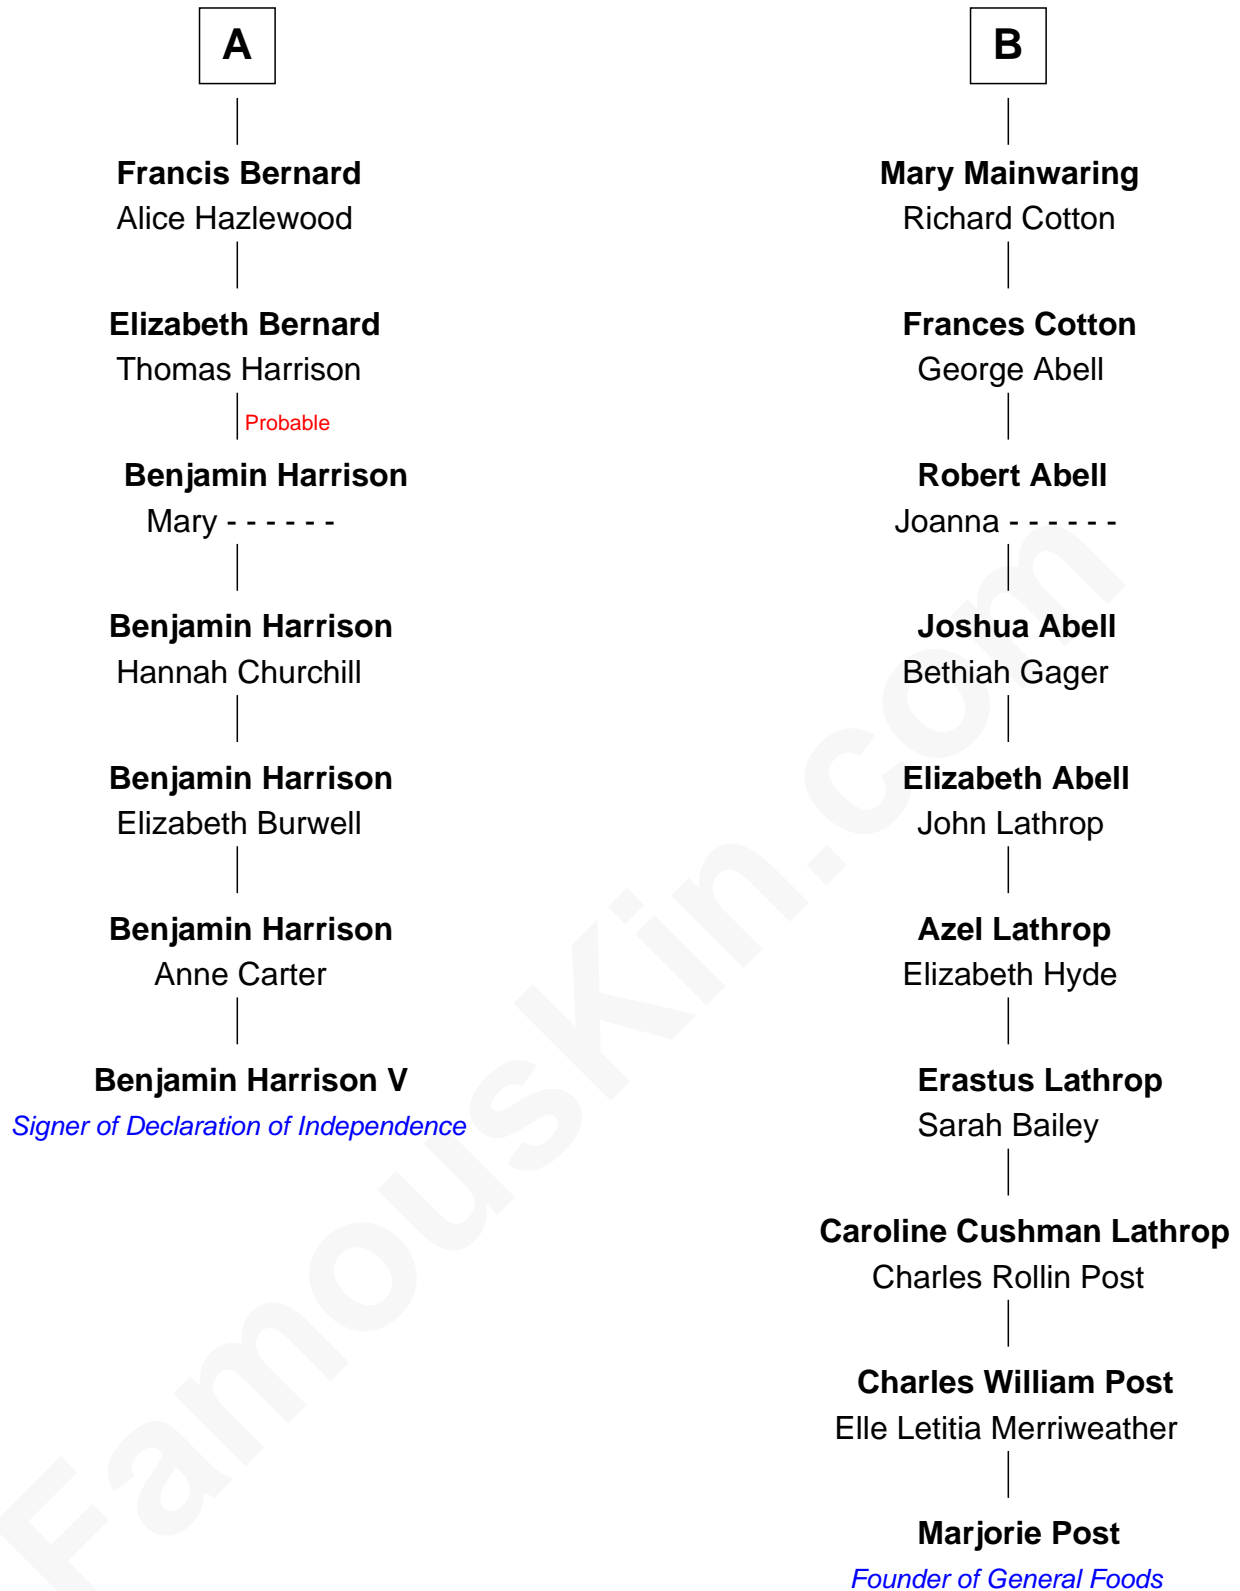 A
Francis Bernard
Alice Hazlewood
Elizabeth Bernard
Thomas Harrison
Probable
Benjamin Harrison
Mary - - - - - -
Benjamin Harrison
Hannah Churchill
Benjamin Harrison
Elizabeth Burwell
Benjamin Harrison
Anne Carter
Benjamin Harrison V
Signer of Declaration of Independence
B
Mary Mainwaring
Richard Cotton
Frances Cotton
George Abell
Robert Abell
Joanna - - - - - -
Joshua Abell
Bethiah Gager
Elizabeth Abell
John Lathrop
Azel Lathrop
Elizabeth Hyde
Erastus Lathrop
Sarah Bailey
Caroline Cushman Lathrop
Charles Rollin Post
Charles William Post
Elle Letitia Merriweather
Marjorie Post
Founder of General Foods
FamousKin.com